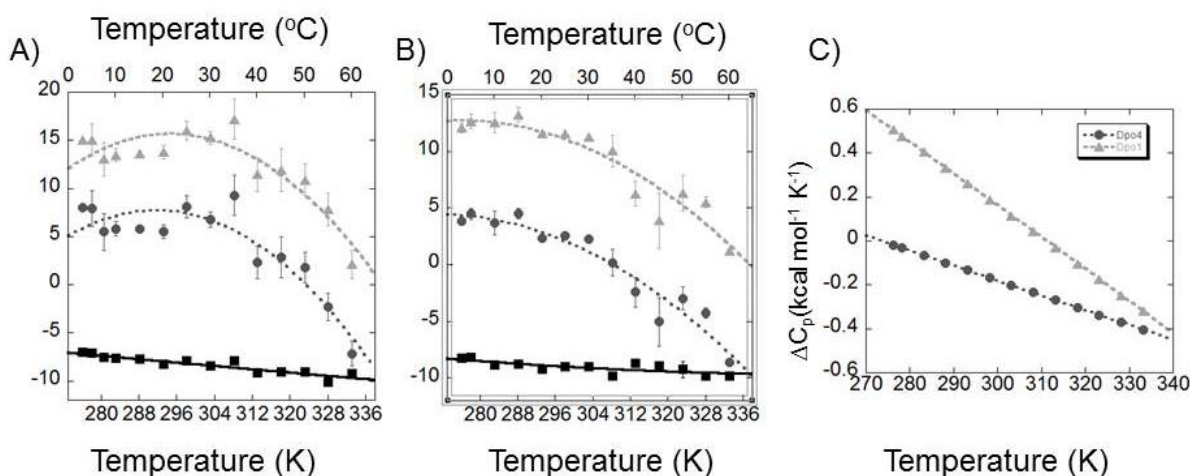 Temperature (°C)
A)
0 10 20 30 40 50 60
20
15
10
5
0
-5
-10
280 288 296 304 312 320 328 336
Temperature (K)
Temperature (°C)
B)
0 10 20 30 40 50 60
15
10
5
0
-5
-10
280 288 296 304 312 320 328 336
Temperature (K)
C)
ΔCp(kcal mol-1 K-1)
0.6
0.4
0.2
0
-0.2
-0.4
-0.6
Dpo4
Dpo1
270 280 290 300 310 320 330 340
Temperature (K)